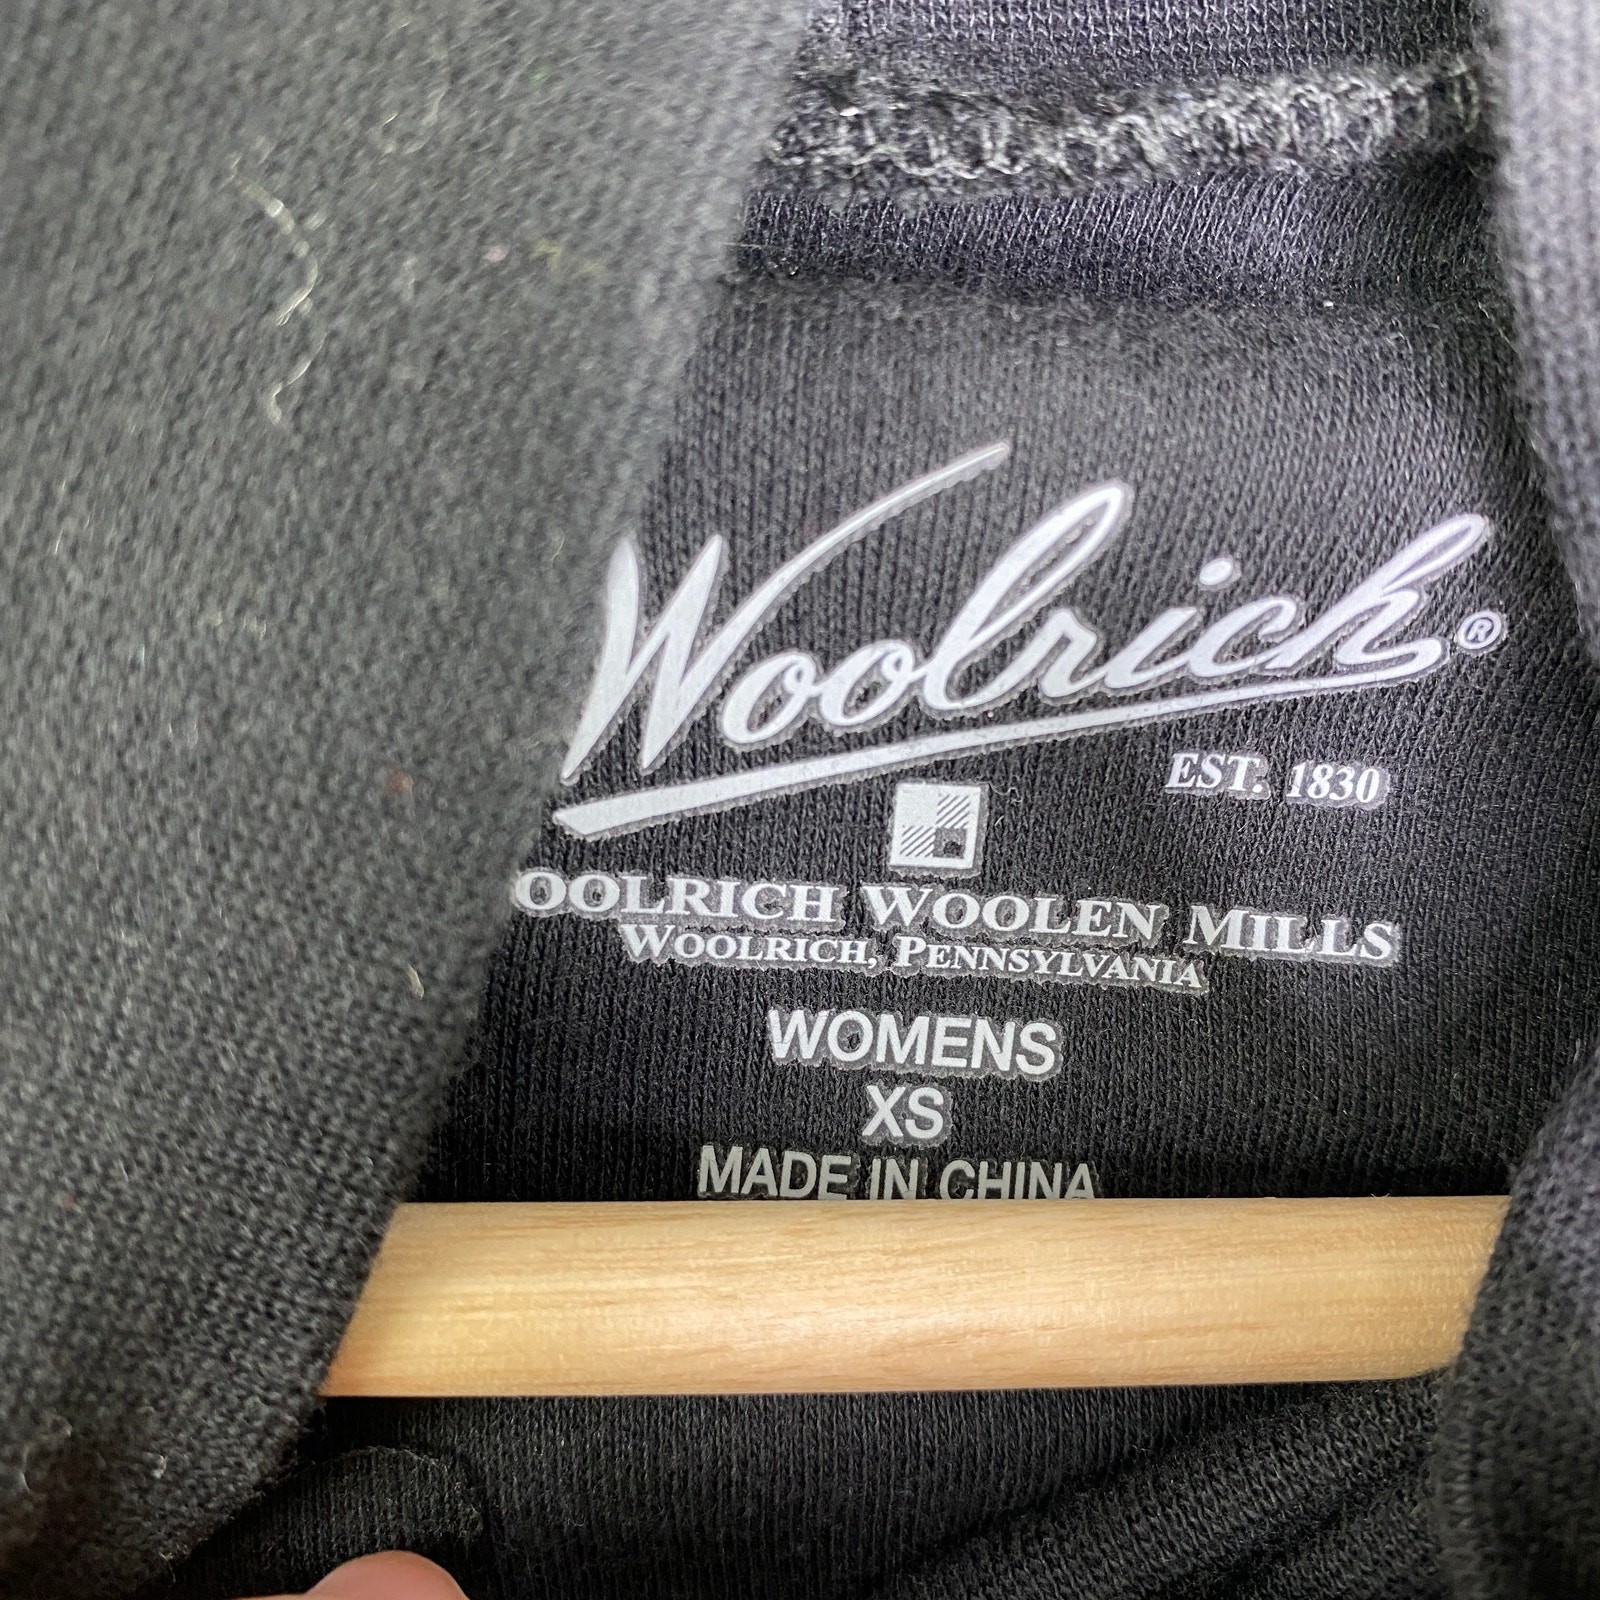 Woolrich®
EST. 1830
OOLRICH WOOLEN MILLS
WOOLRICH, PENNSYLVANIA
WOMENS
XS
MADE IN CHINA